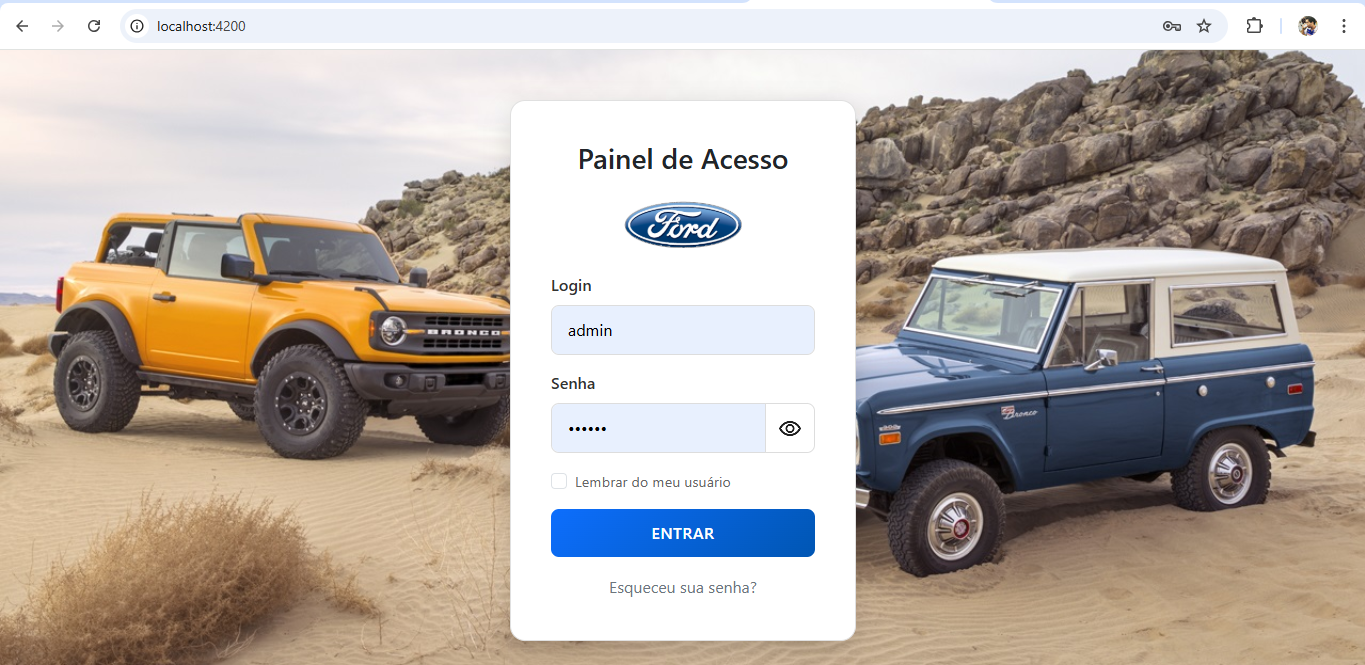 localhost:4200
Painel de Acesso
Ford
Login
admin
BRONCO
Senha
Bronco
••••••
Lembrar do meu usuário
ENTRAR
Esqueceu sua senha?